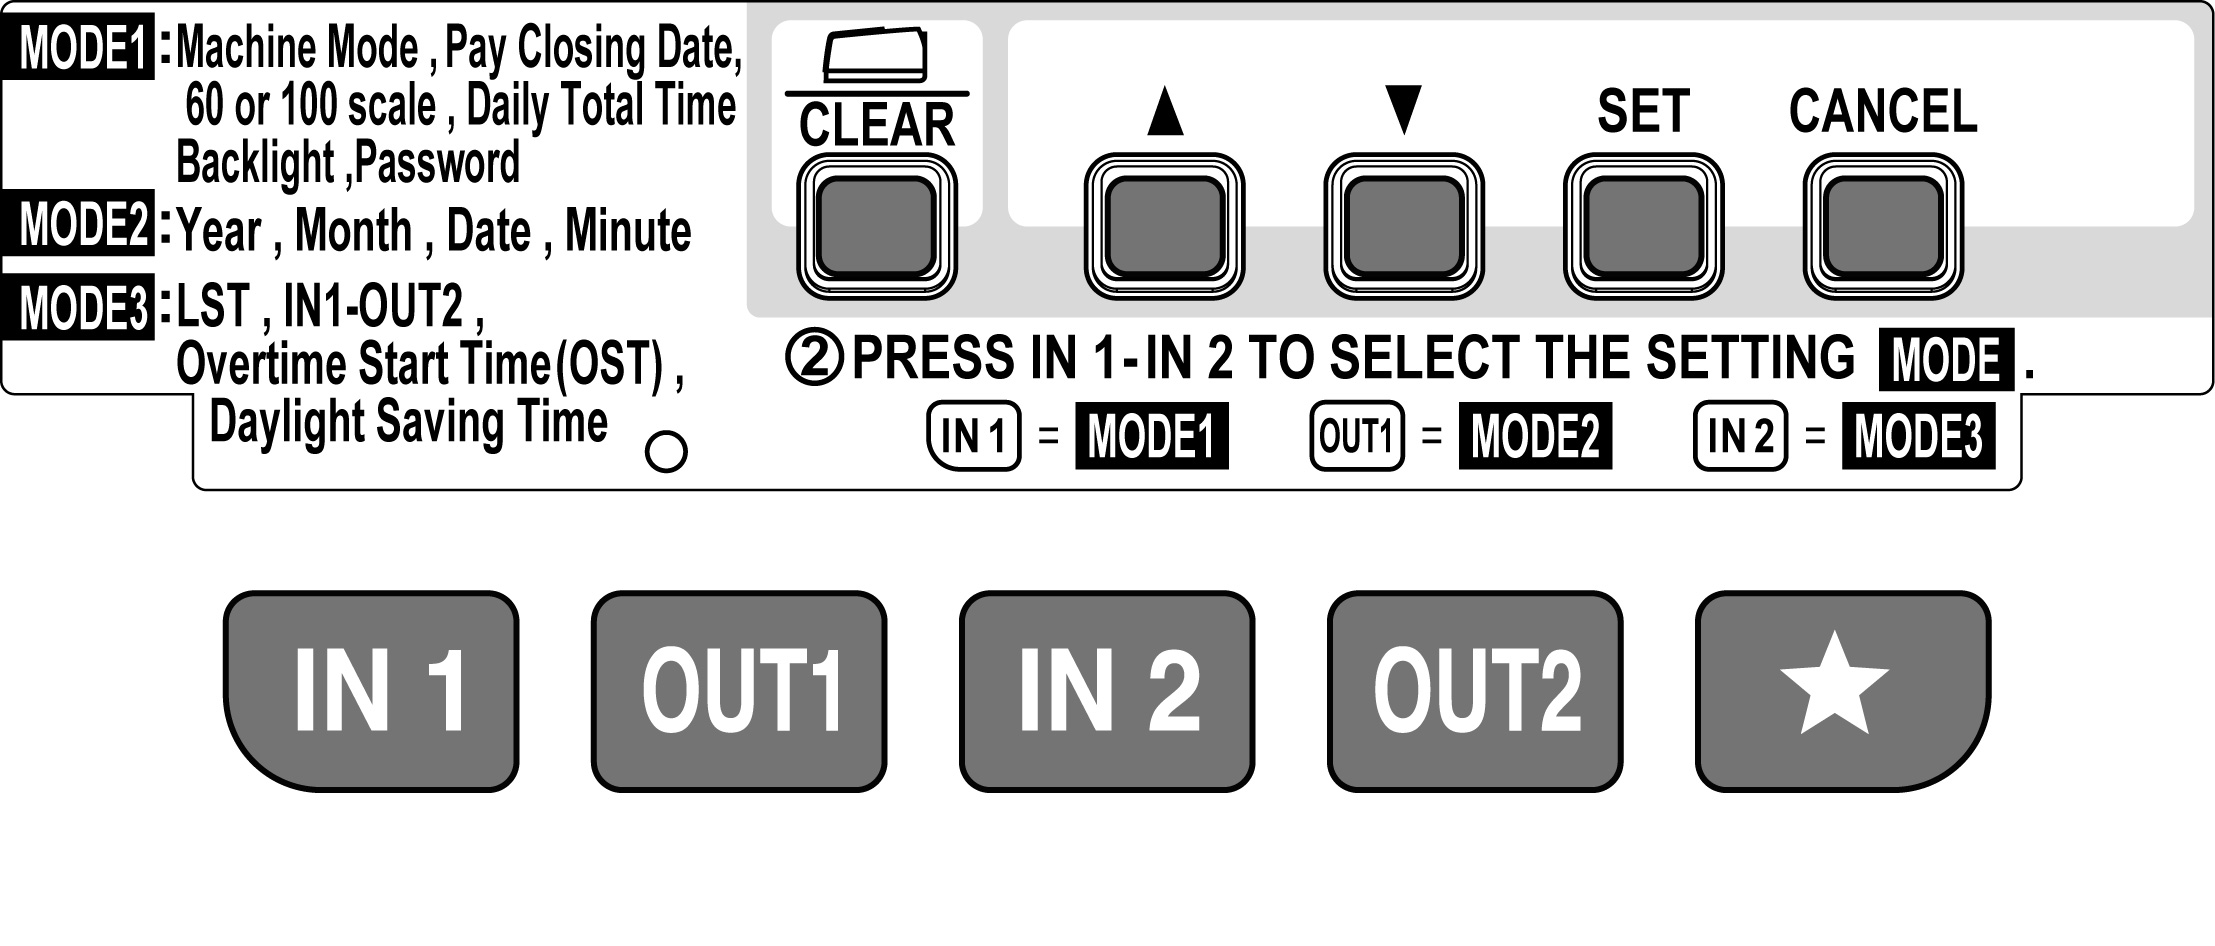 MODE1:Machine Mode , Pay Closing Date,
60 or 100 scale , Daily Total Time
Backlight ,Password
MODE2:Year , Month , Date , Minute
MODE3:LST , IN1-OUT2 ,
Overtime Start Time(OST) ,
Daylight Saving Time
CLEAR ▲ ▼ SET CANCEL
②PRESS IN 1-IN 2 TO SELECT THE SETTING MODE .
IN 1 = MODE1 OUT1 = MODE2 IN 2 = MODE3
IN 1 OUT1 IN 2 OUT2 ★